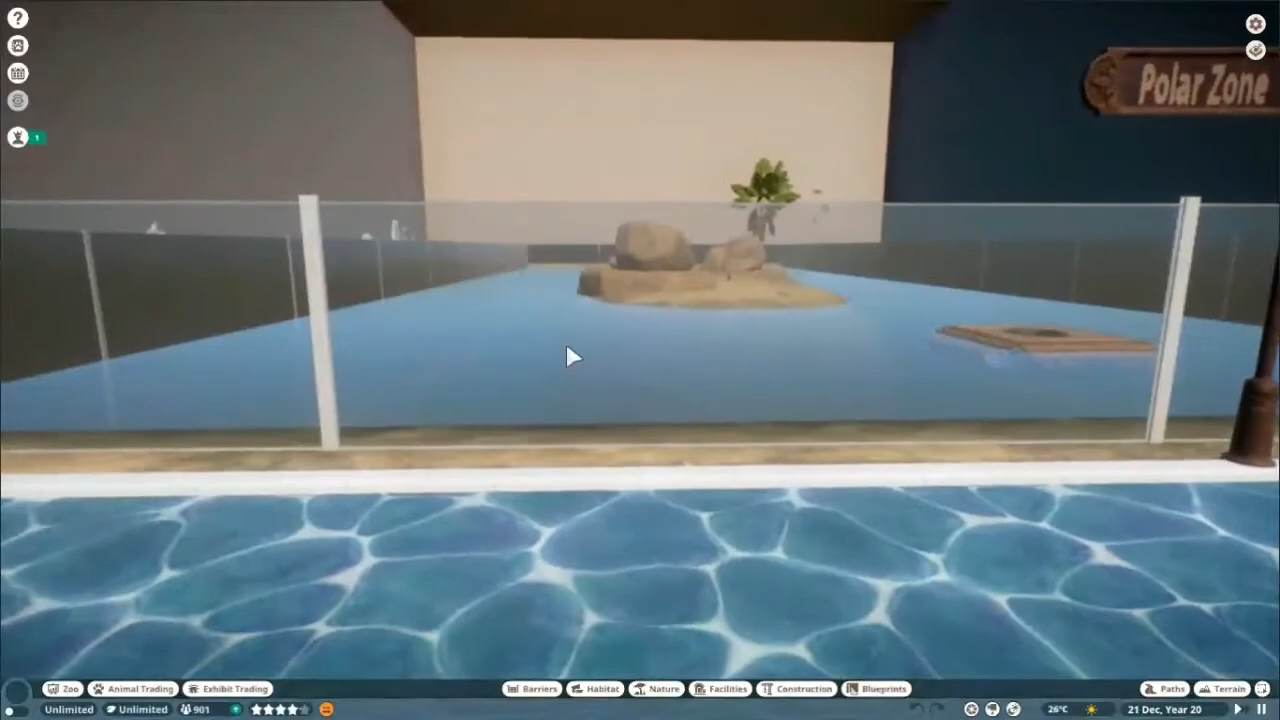 ?
1
Polar Zone
Zoo Animal Trading Exhibit Trading Barriers Habitat Nature Facilities Construction Blueprints Paths Terrain
Unlimited Unlimited 901 26°C 21 Dec, Year 20